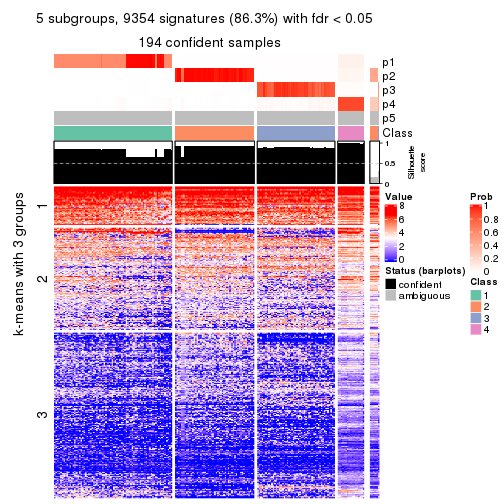 5 subgroups, 9354 signatures (86.3%) with fdr < 0.05
194 confident samples
p1
p2
p3
p4
p5
Class
1
0.5
0
Silhouette
score
k-means with 3 groups
1
2
3
Value
8
6
4
2
0
Status (barplots)
confident
ambiguous
Prob
1
0.8
0.6
0.4
0.2
0
Class
1
2
3
4